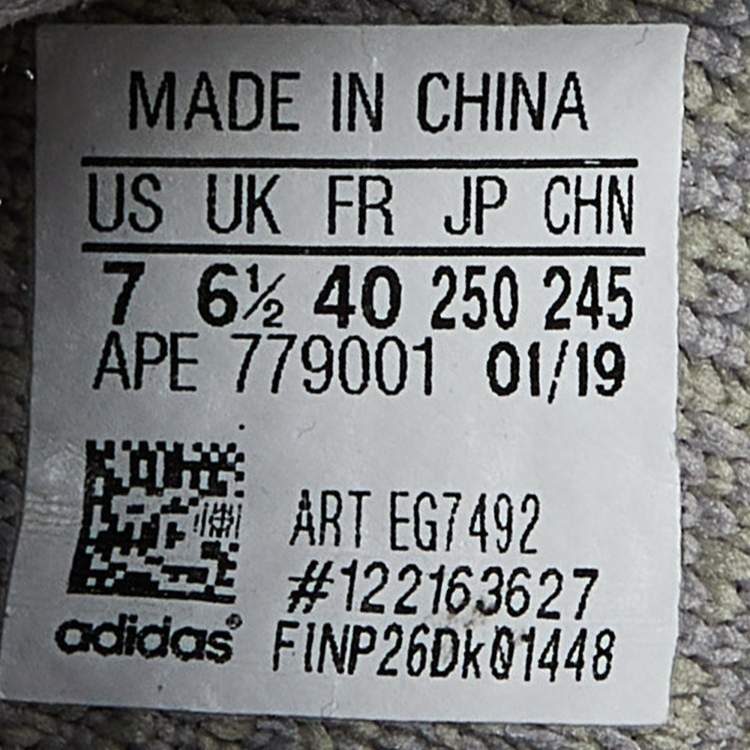 MADE IN CHINA
US UK FR JP CHN
7 6½ 40 250 245
APE 779001 01/19
ART EG7492
#122163627
adidas®
FINP26DK01448